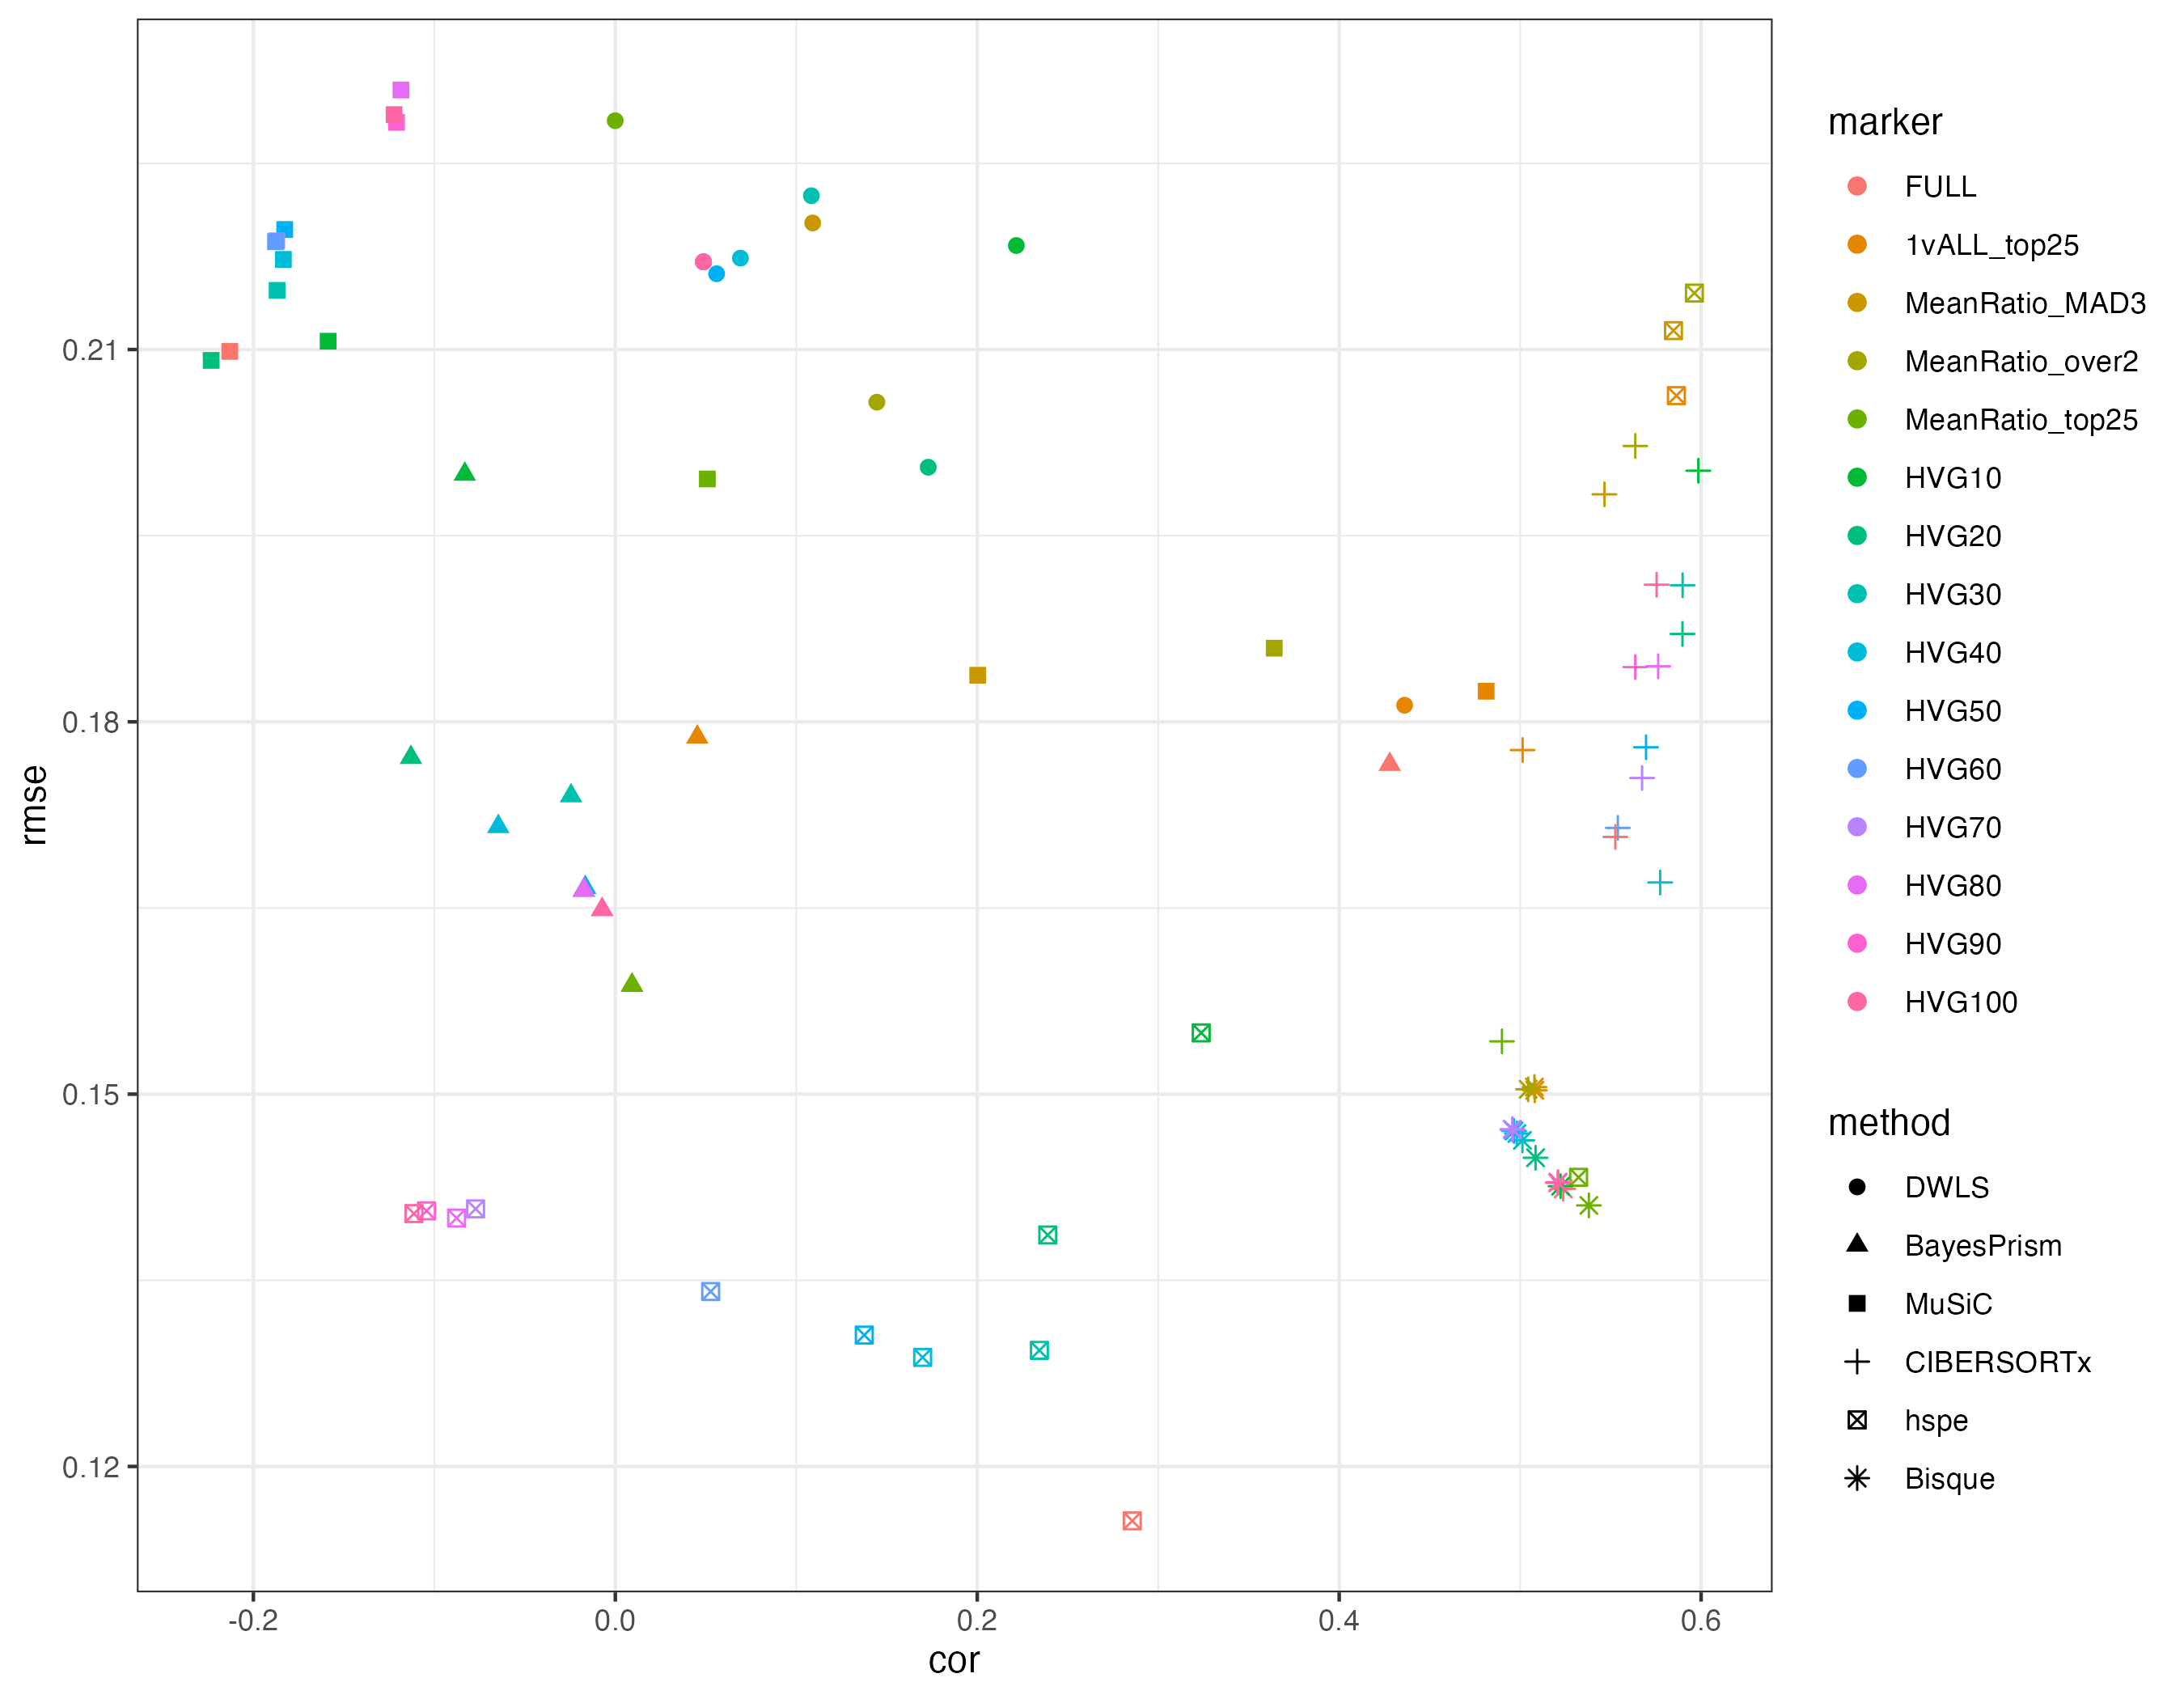 rmse
0.21
0.18
0.15
0.12
-0.2
0.0
0.2
0.4
0.6
cor
marker
FULL
1vALL_top25
MeanRatio_MAD3
MeanRatio_over2
MeanRatio_top25
HVG10
HVG20
HVG30
HVG40
HVG50
HVG60
HVG70
HVG80
HVG90
HVG100
method
DWLS
BayesPrism
MuSiC
CIBERSORTx
hspe
Bisque